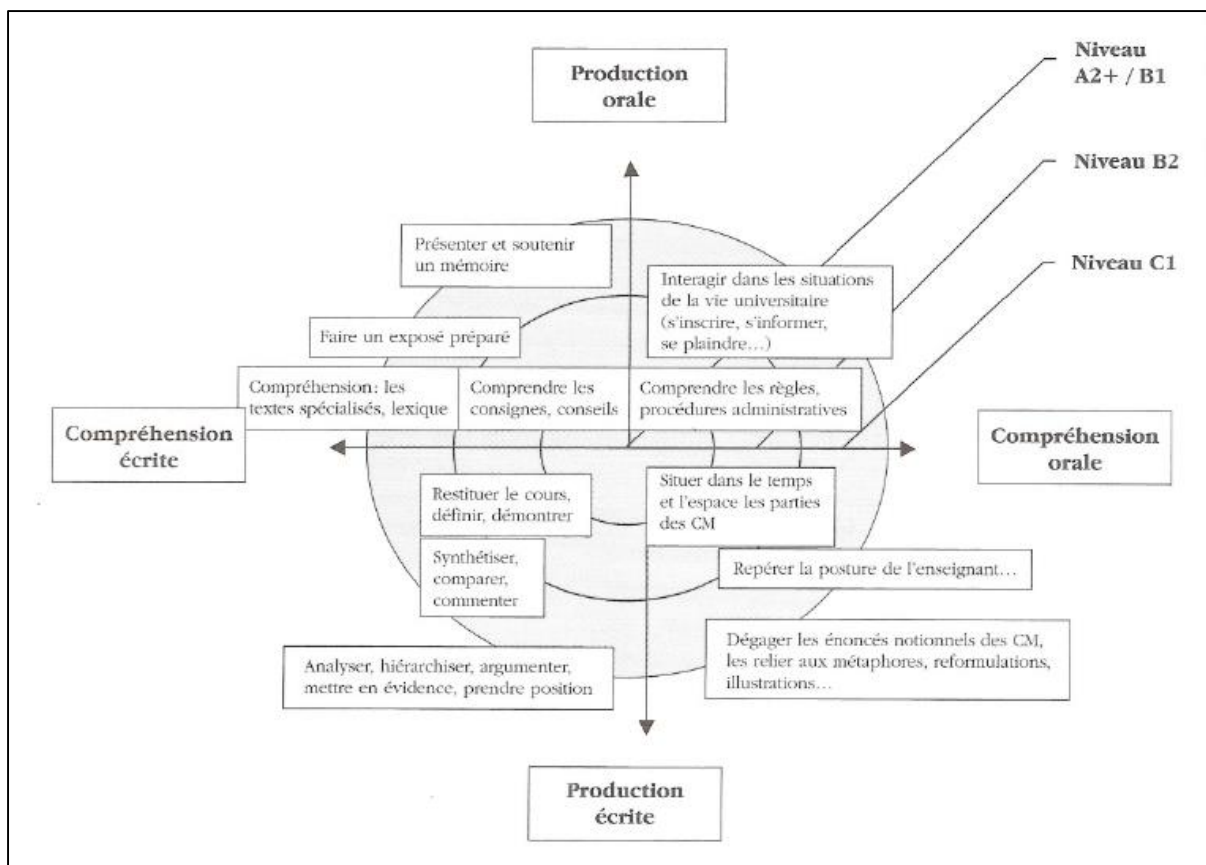 Production
orale
Niveau
A2+ / B1
Niveau B2
Niveau C1
Présenter et soutenir
un mémoire
Interagir dans les situations
de la vie universitaire
(s'inscrire, s'informer,
se plaindre...)
Faire un exposé préparé
Compréhension : les
textes spécialisés, lexique
Comprendre les
consignes, conseils
Comprendre les règles,
procédures administratives
Compréhension
écrite
Compréhension
orale
Restituer le cours,
définir, démontrer
Situer dans le temps
et l'espace les parties
des CM
Synthétiser,
comparer,
commenter
Repérer la posture de l'enseignant...
Analyser, hiérarchiser, argumenter,
mettre en évidence, prendre position
Dégager les énoncés notionnels des CM,
les relier aux métaphores, reformulations,
illustrations...
Production
écrite